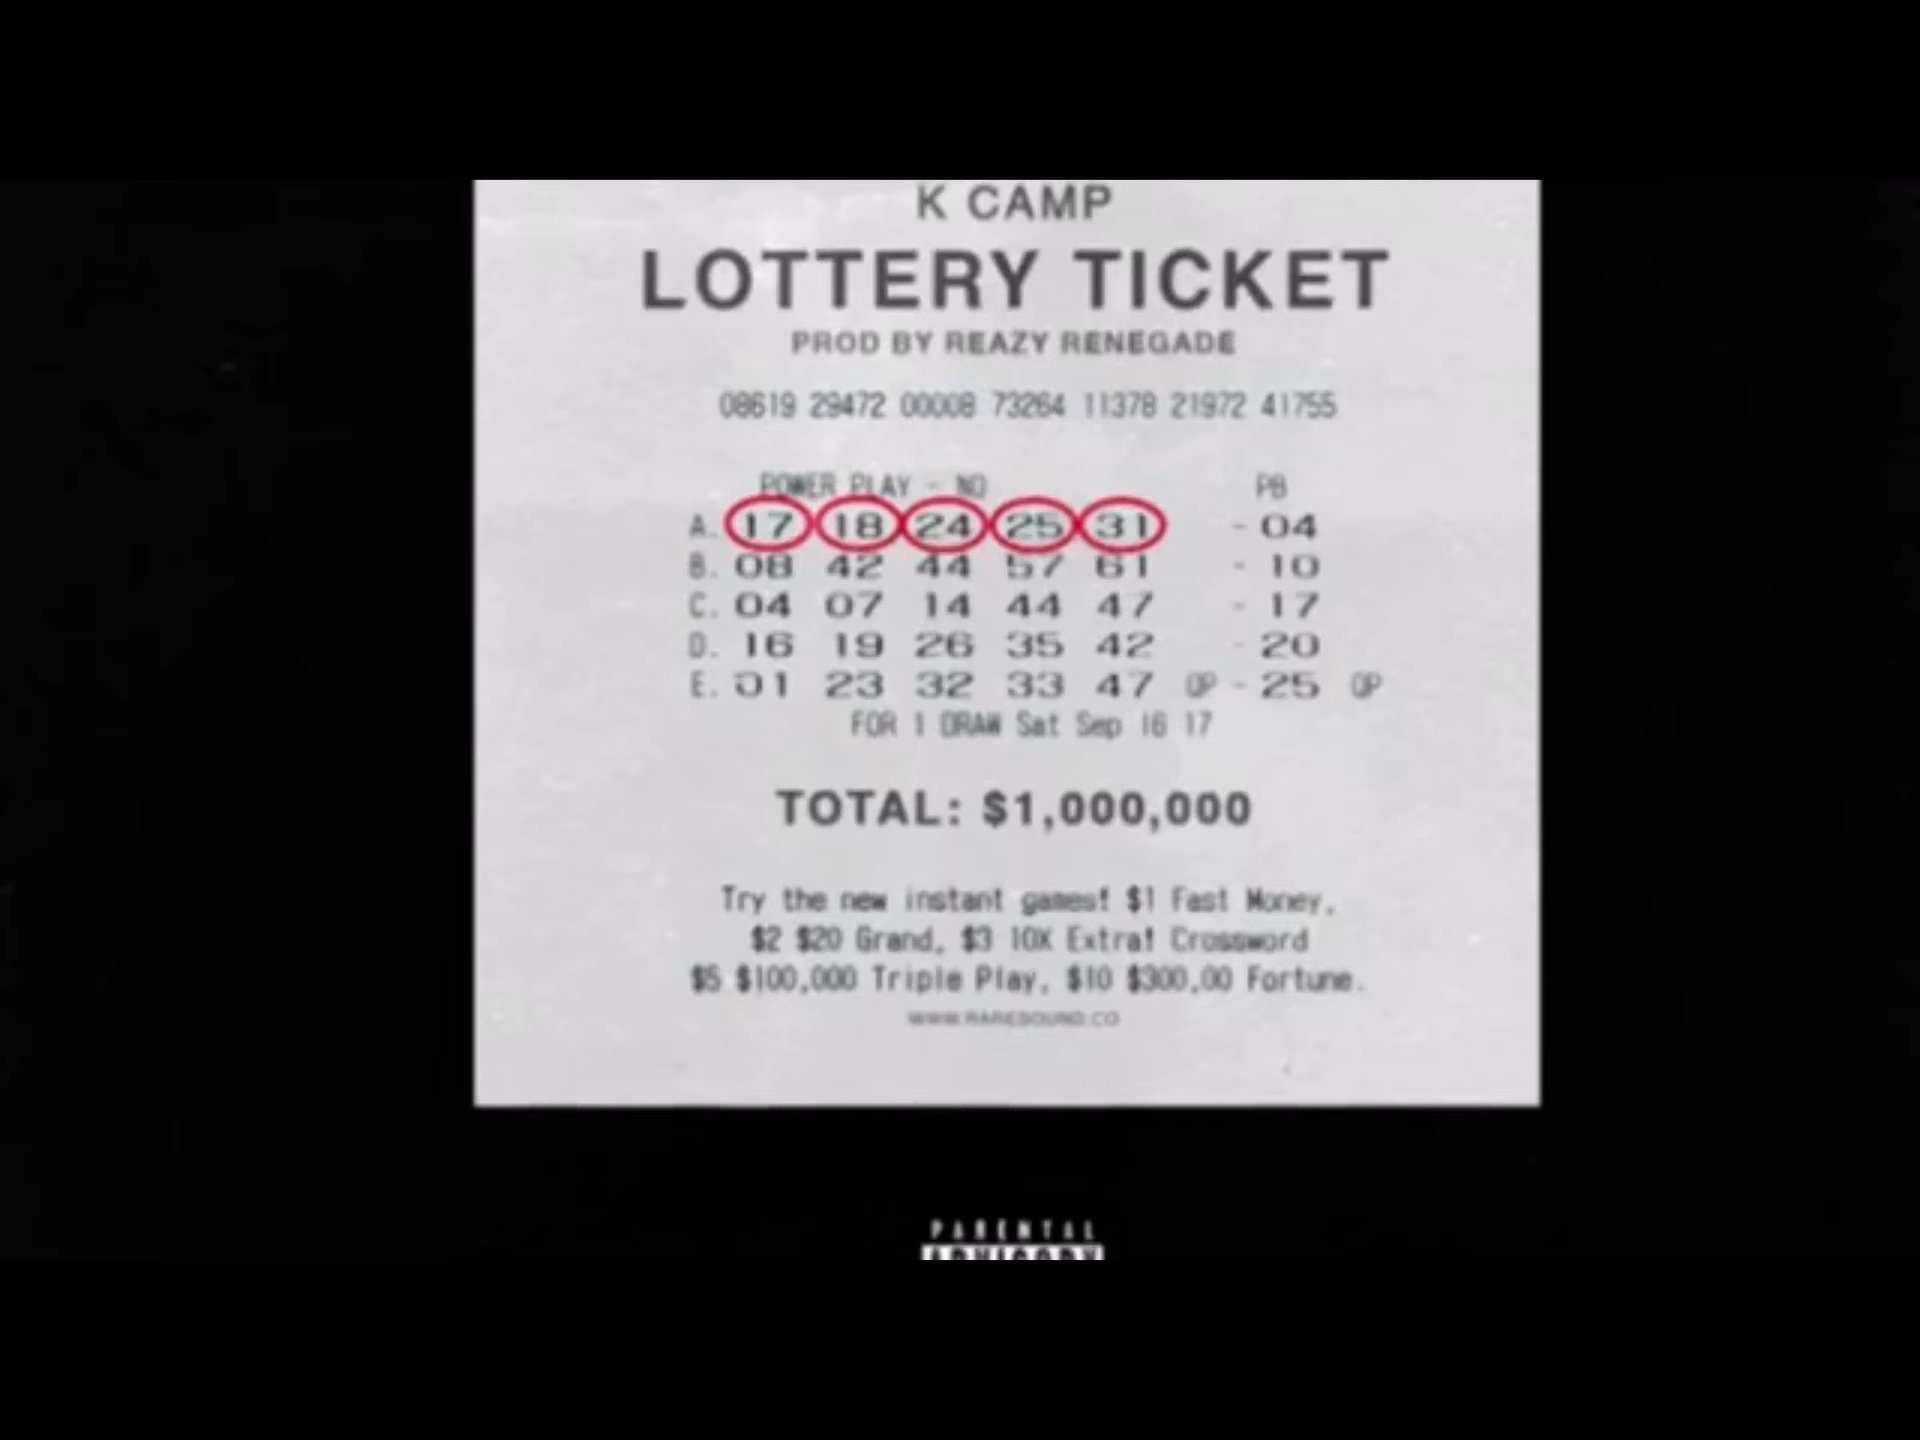 K CAMP
LOTTERY TICKET
PROD BY REAZY RENEGADE
08619 29472 00008 73264 11378 21972 41755
POWER PLAY - NO PB
A. 17 18 24 25 31 - 04
B. 08 42 44 57 61 - 10
C. 04 07 14 44 47 - 17
D. 16 19 26 35 42 - 20
E. 01 23 32 33 47 QP - 25 QP
FOR 1 DRAW Sat Sep 16 17
TOTAL: $1,000,000
Try the new instant games! $1 Fast Money,
$2 $20 Grand, $3 10X Extra! Crossword
$5 $100,000 Triple Play, $10 $300,00 Fortune.
WWW.RARESOUND.CO
PARENTAL
ADVISORY